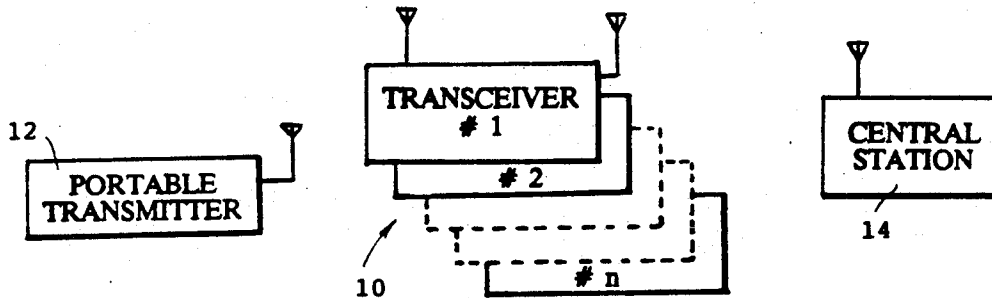 12
PORTABLE
TRANSMITTER
TRANSCEIVER
# 1
# 2
# n
10
CENTRAL
STATION
14